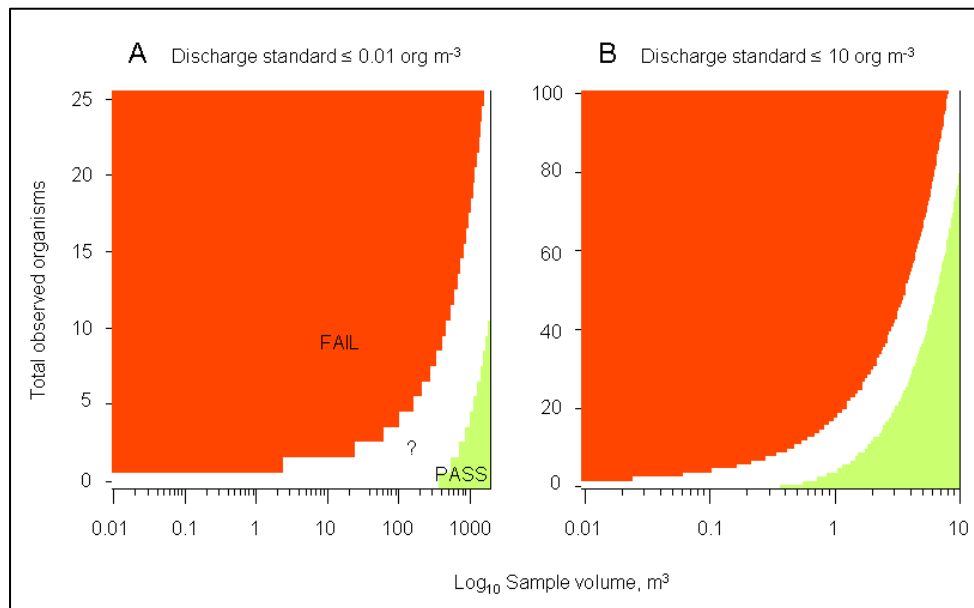 A Discharge standard ≤ 0.01 org m⁻³
B Discharge standard ≤ 10 org m⁻³
Total observed organisms
25
20
15
10
5
0
FAIL
?
PASS
0.01 0.1 1 10 100 1000
100
80
60
40
20
0
0.01 0.1 1 10
Log₁₀ Sample volume, m³